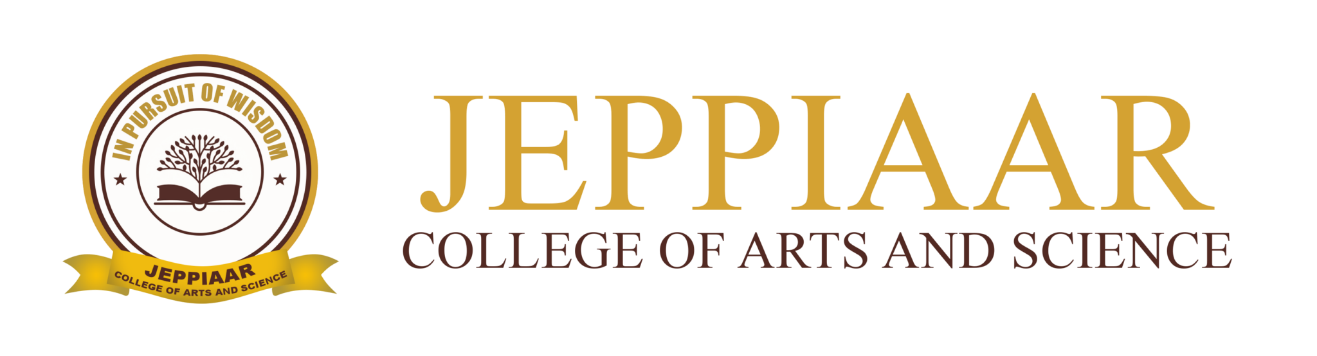 IN PURSUIT OF WISDOM
JEPPIAAR
COLLEGE OF ARTS AND SCIENCE
JEPPIAAR
COLLEGE OF ARTS AND SCIENCE